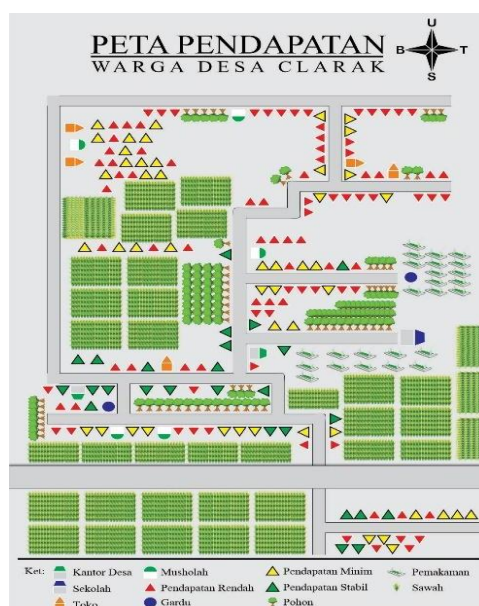 PETA PENDAPATAN
WARGA DESA CLARAK
U
B T
S
Ket: Kantor Desa Musholah Pendapatan Minim Pemakaman
Sekolah Pendapatan Rendah Pendapatan Stabil Sawah
Toko Gardu Pohon